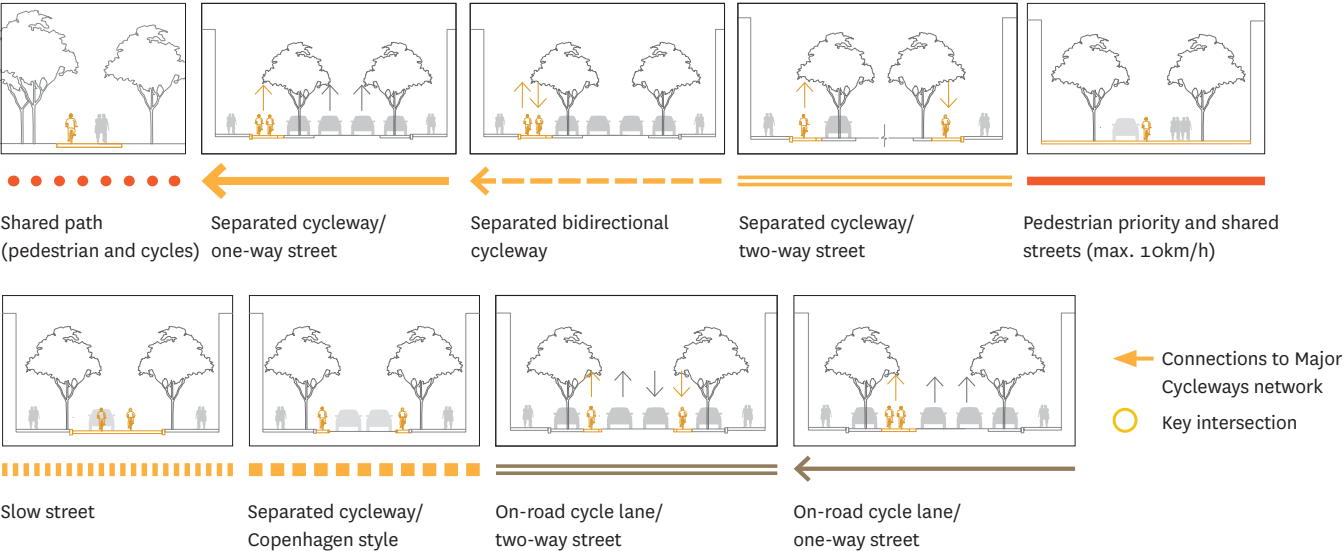 Shared path
(pedestrian and cycles)
Separated cycleway/
one-way street
Separated bidirectional
cycleway
Separated cycleway/
two-way street
Pedestrian priority and shared
streets (max. 10km/h)
Slow street
Separated cycleway/
Copenhagen style
On-road cycle lane/
two-way street
On-road cycle lane/
one-way street
Connections to Major
Cycleways network
Key intersection